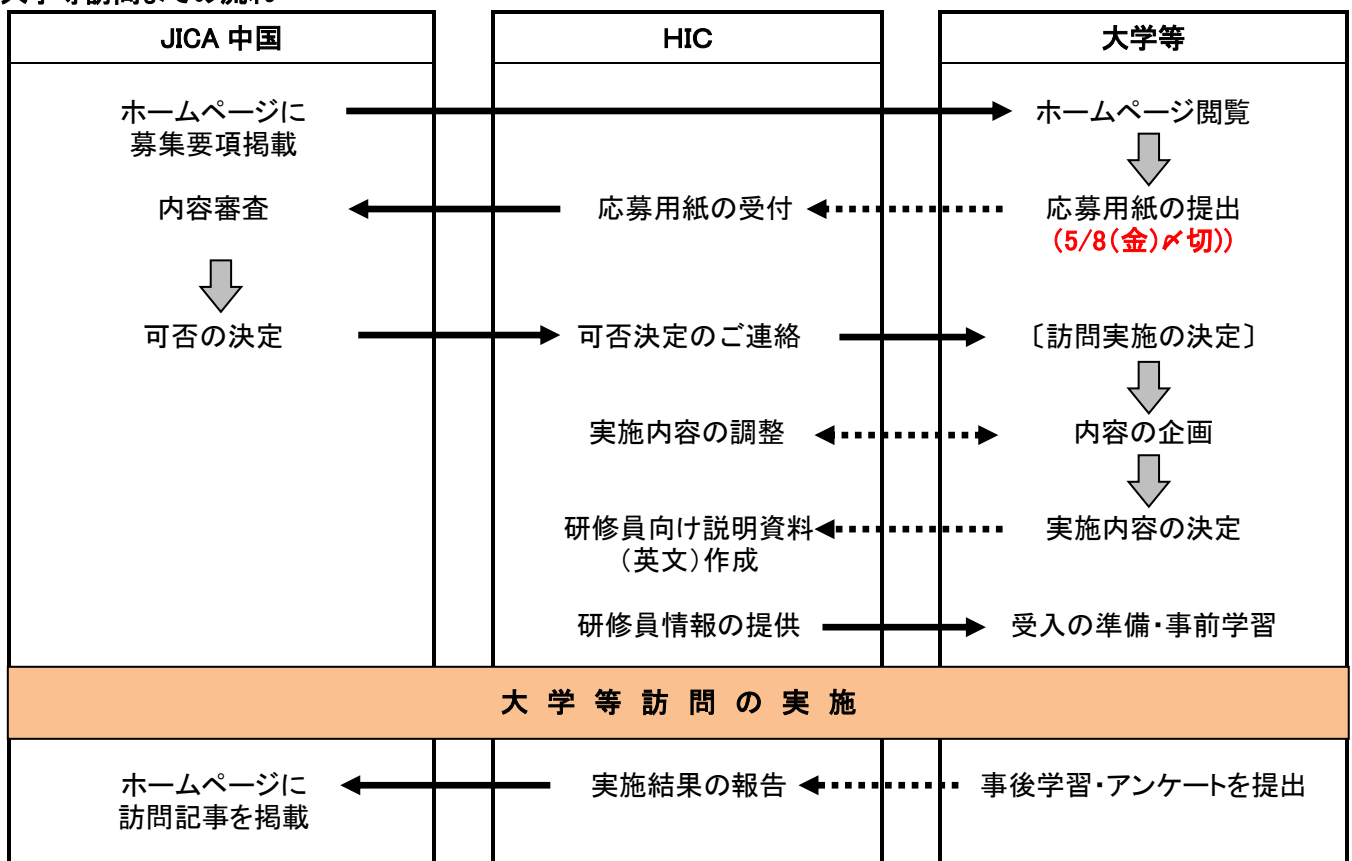 JICA 中国
HIC
大学等
ホームページに
募集要項掲載
ホームページ閲覧
内容審査
応募用紙の受付
応募用紙の提出
(5/8(金)〆切))
可否の決定
可否決定のご連絡
〔訪問実施の決定〕
実施内容の調整
内容の企画
研修員向け説明資料
(英文)作成
実施内容の決定
研修員情報の提供
受入の準備・事前学習
大 学 等 訪 問 の 実 施
ホームページに
訪問記事を掲載
実施結果の報告
事後学習・アンケートを提出